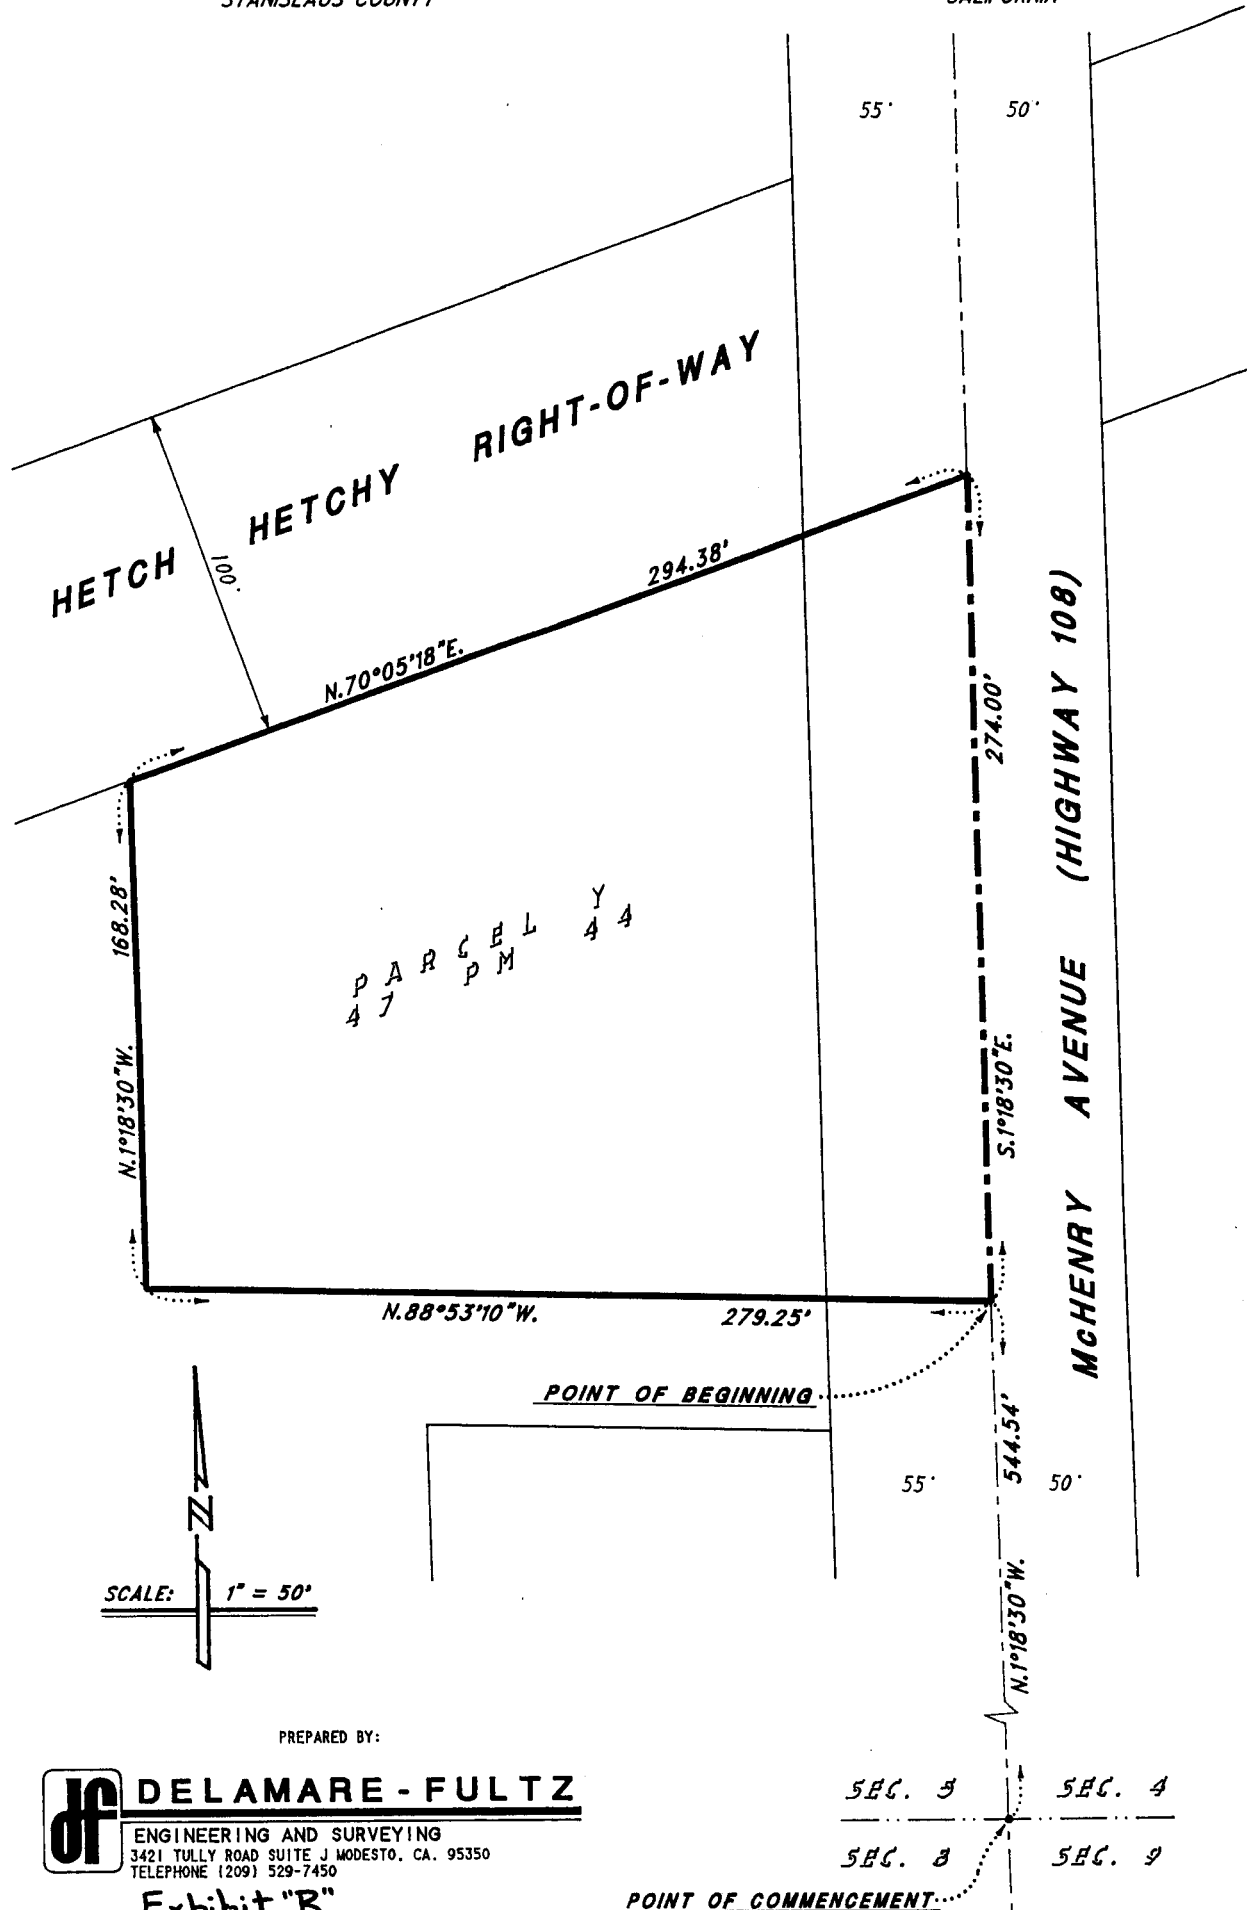 STANISLAUS COUNTY
CALIFORNIA
55'
50'
HETCH HETCHY RIGHT-OF-WAY
100'
294.38'
N.70°05'18"E.
274.00'
S.1°18'30"E.
McHENRY AVENUE (HIGHWAY 108)
168.28'
N.1°18'30"W.
PARCEL Y
47 PM 44
N.88°53'10"W.
279.25'
POINT OF BEGINNING
544.54'
N.1°18'30"W.
55'
50'
N
SCALE: 1" = 50'
PREPARED BY:
df
DELAMARE-FULTZ
ENGINEERING AND SURVEYING
3421 TULLY ROAD SUITE J MODESTO, CA. 95350
TELEPHONE (209) 529-7450
Exhibit "B"
SEC. SEC. 4
SEC. 8 SEC. 9
POINT OF COMMENCEMENT